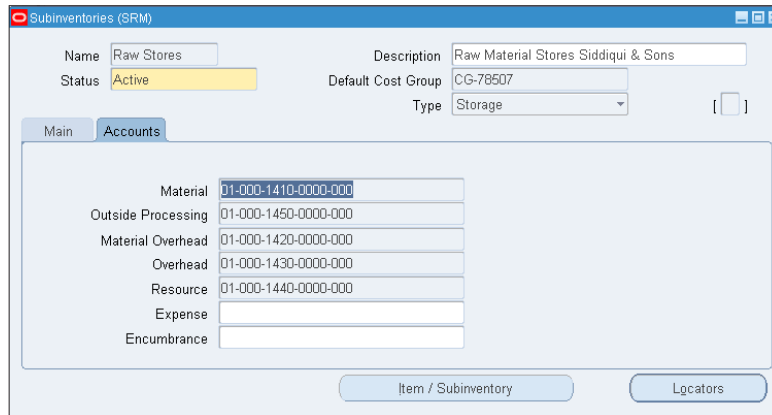 Subinventories (SRM)
Name Raw Stores Description Raw Material Stores Siddiqui & Sons
Status Active Default Cost Group CG-78507
Type Storage [ ]
Main Accounts
Material 01-000-1410-0000-000
Outside Processing 01-000-1450-0000-000
Material Overhead 01-000-1420-0000-000
Overhead 01-000-1430-0000-000
Resource 01-000-1440-0000-000
Expense
Encumbrance
Item / Subinventory Locators